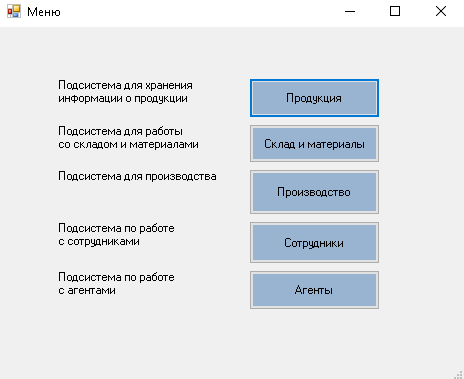 Меню
Подсистема для хранения
информации о продукции
Продукция
Подсистема для работы
со складом и материалами
Склад и материалы
Подсистема для производства
Производство
Подсистема по работе
с сотрудниками
Сотрудники
Подсистема по работе
с агентами
Агенты